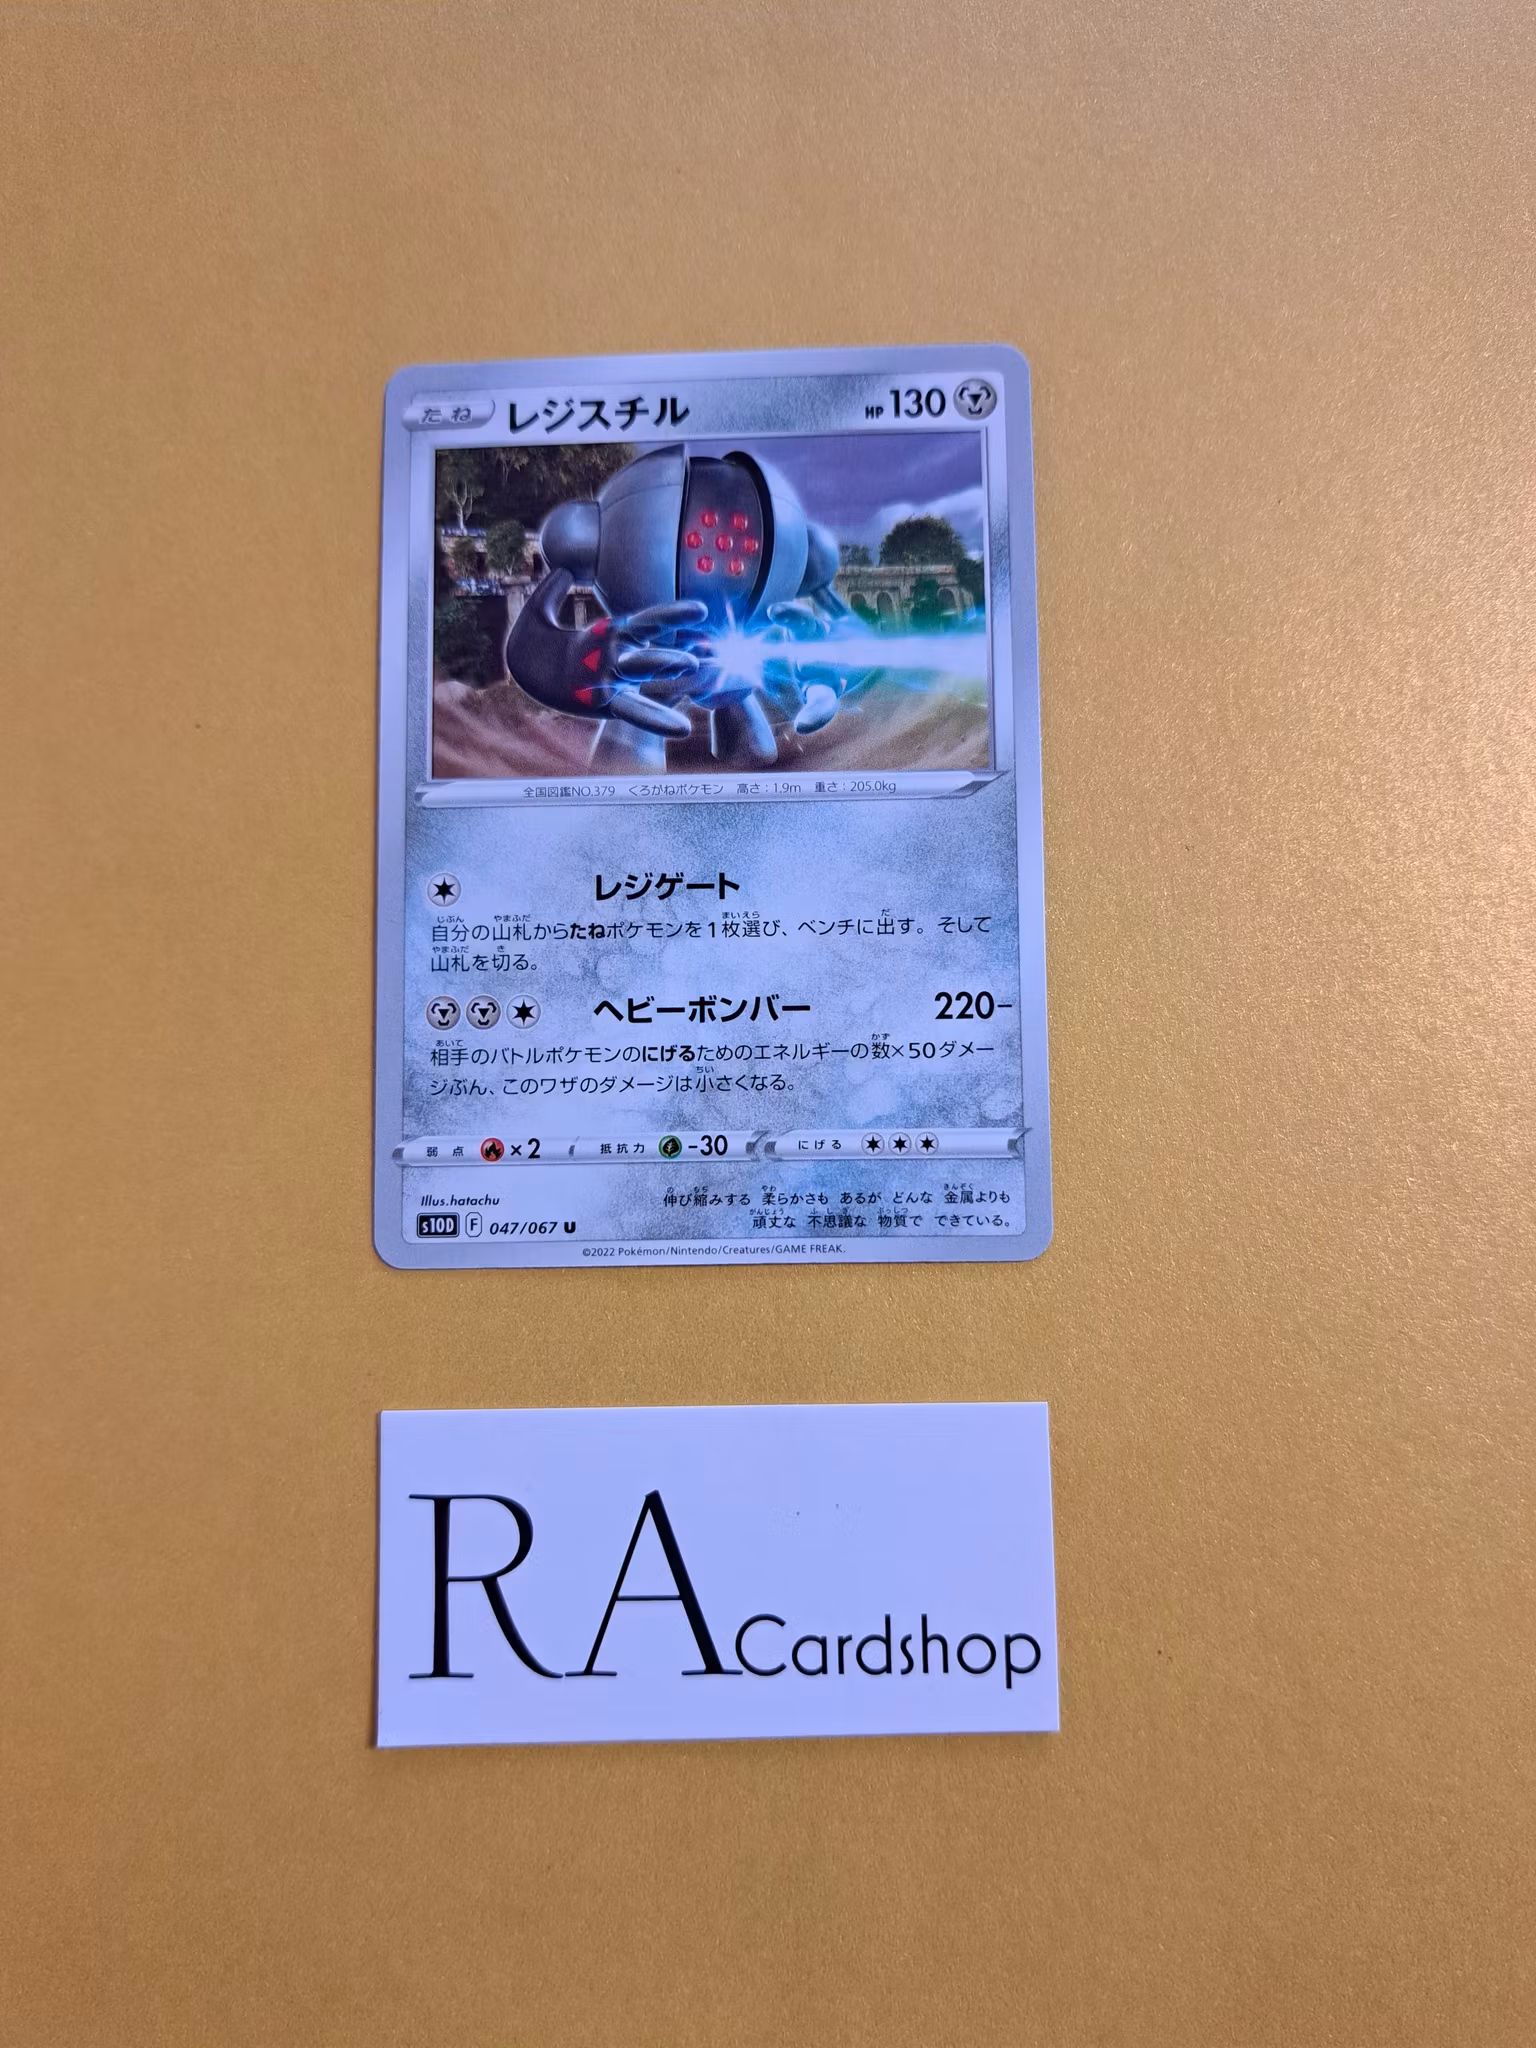 たね レジスチル HP 130
全国図鑑NO.379 くろがねポケモン 高さ：1.9m 重さ：205.0kg
レジゲート
自分の山札からたねポケモンを1枚選び、ベンチに出す。そして
山札を切る。
ヘビーボンバー 220−
相手のバトルポケモンのにげるためのエネルギーの数×50ダメー
ジぶん、このワザのダメージは小さくなる。
弱点 ×2 抵抗力 -30 にげる
Illus.hatachu
伸び縮みする 柔らかさも あるが どんな 金属よりも
頑丈な 不思議な 物質で できている。
s10D F 047/067 U
©2022 Pokémon/Nintendo/Creatures/GAME FREAK.
RA Cardshop